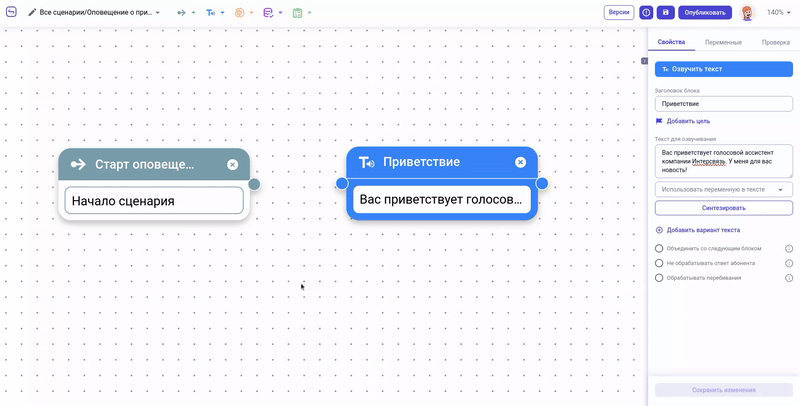 Все сценарии/Оповещение о при...
Версии
Опубликовать
140%
Свойства
Переменные
Проверка
Озвучить текст
Заголовок блока
Приветствие
Добавить цель
Текст для озвучивания
Вас приветствует голосовой ассистент
компании Интерсвязь. У меня для вас
новость!
Использовать переменную в тексте
Синтезировать
Добавить вариант текста
Объединить со следующим блоком
Не обрабатывать ответ абонента
Обрабатывать перебивания
Сохранить изменения
Старт оповеще...
Начало сценария
Приветствие
Вас приветствует голосов...